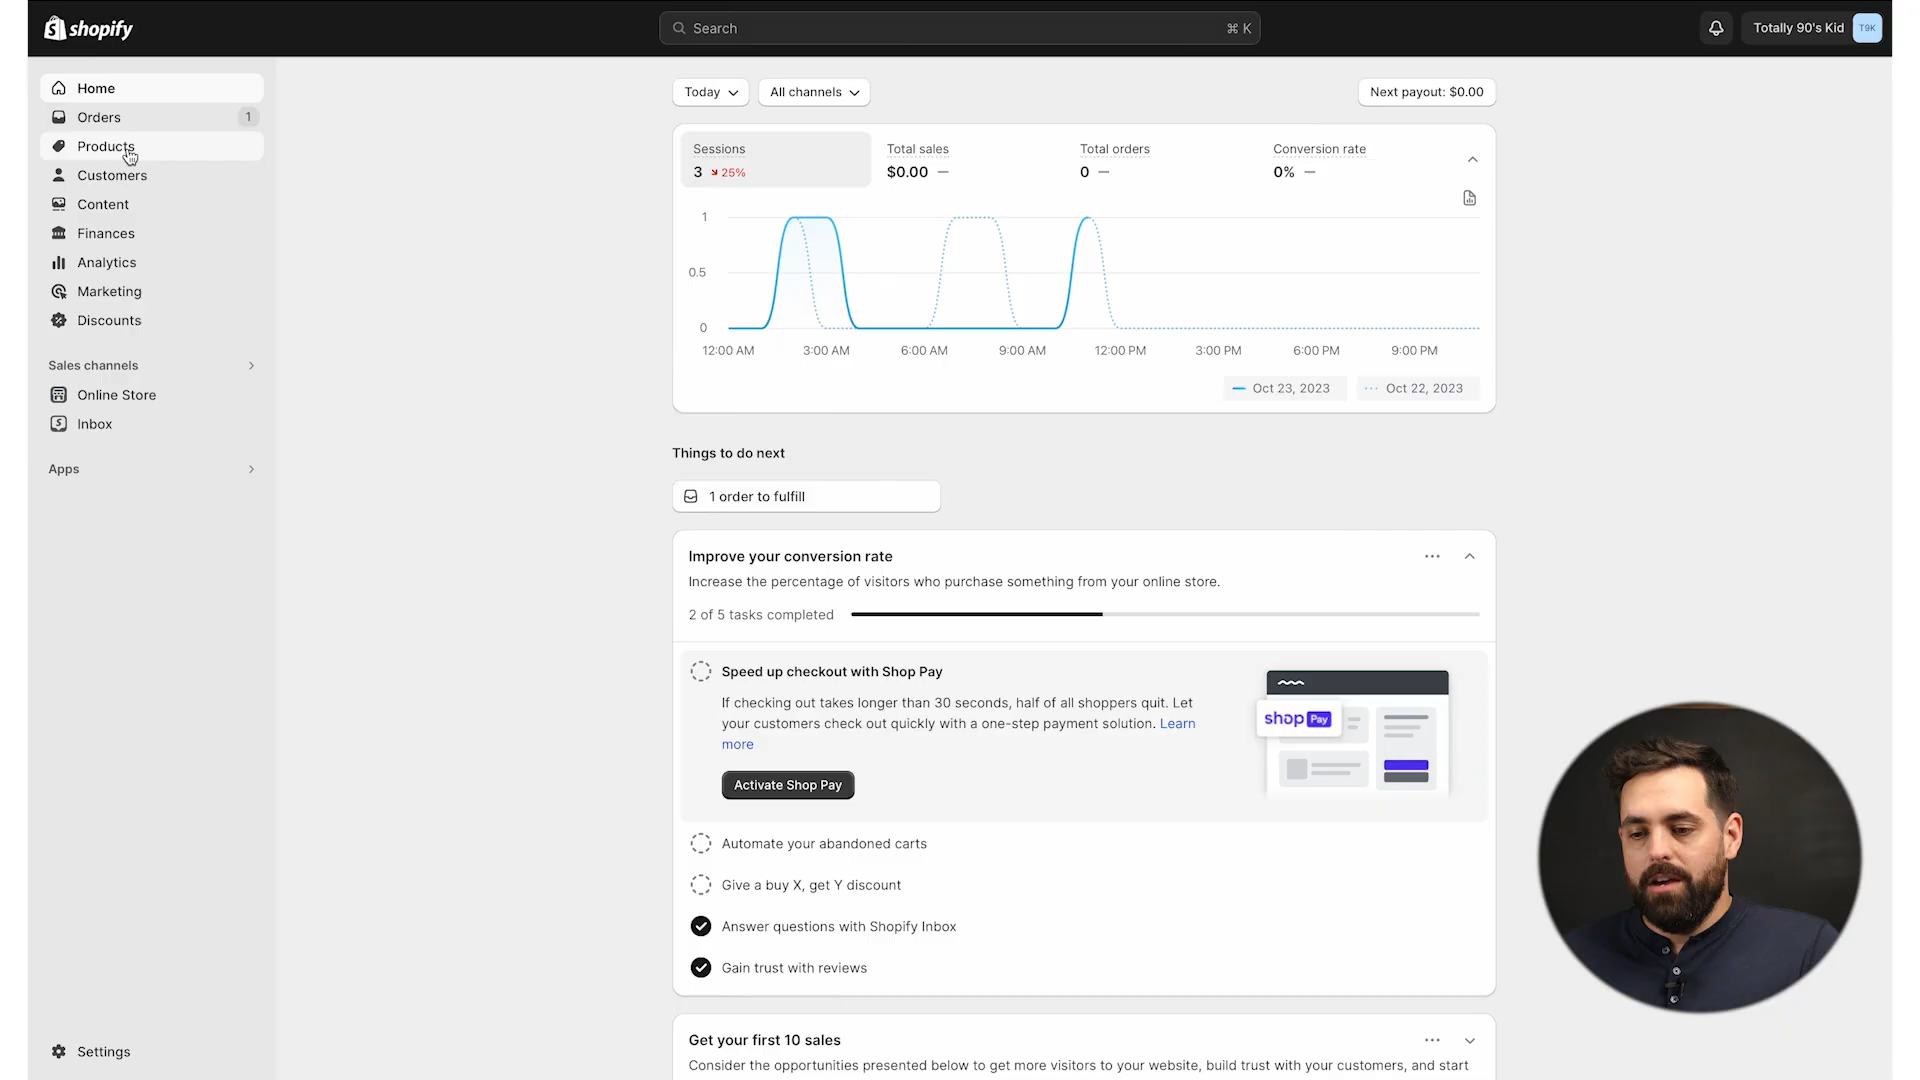 shopify
Search
⌘ K
Totally 90's Kid
T9K
Home
Orders
1
Products
Customers
Content
Finances
Analytics
Marketing
Discounts
Sales channels
Online Store
Inbox
Apps
Settings
Today
All channels
Next payout: $0.00
Sessions
3 25%
Total sales
$0.00 —
Total orders
0 —
Conversion rate
0% —
1
0.5
0
12:00 AM
3:00 AM
6:00 AM
9:00 AM
12:00 PM
3:00 PM
6:00 PM
9:00 PM
Oct 23, 2023
Oct 22, 2023
Things to do next
1 order to fulfill
Improve your conversion rate
Increase the percentage of visitors who purchase something from your online store.
2 of 5 tasks completed
Speed up checkout with Shop Pay
If checking out takes longer than 30 seconds, half of all shoppers quit. Let
your customers check out quickly with a one-step payment solution. Learn
more
Activate Shop Pay
shop Pay
Automate your abandoned carts
Give a buy X, get Y discount
Answer questions with Shopify Inbox
Gain trust with reviews
Get your first 10 sales
Consider the opportunities presented below to get more visitors to your website, build trust with your customers, and start